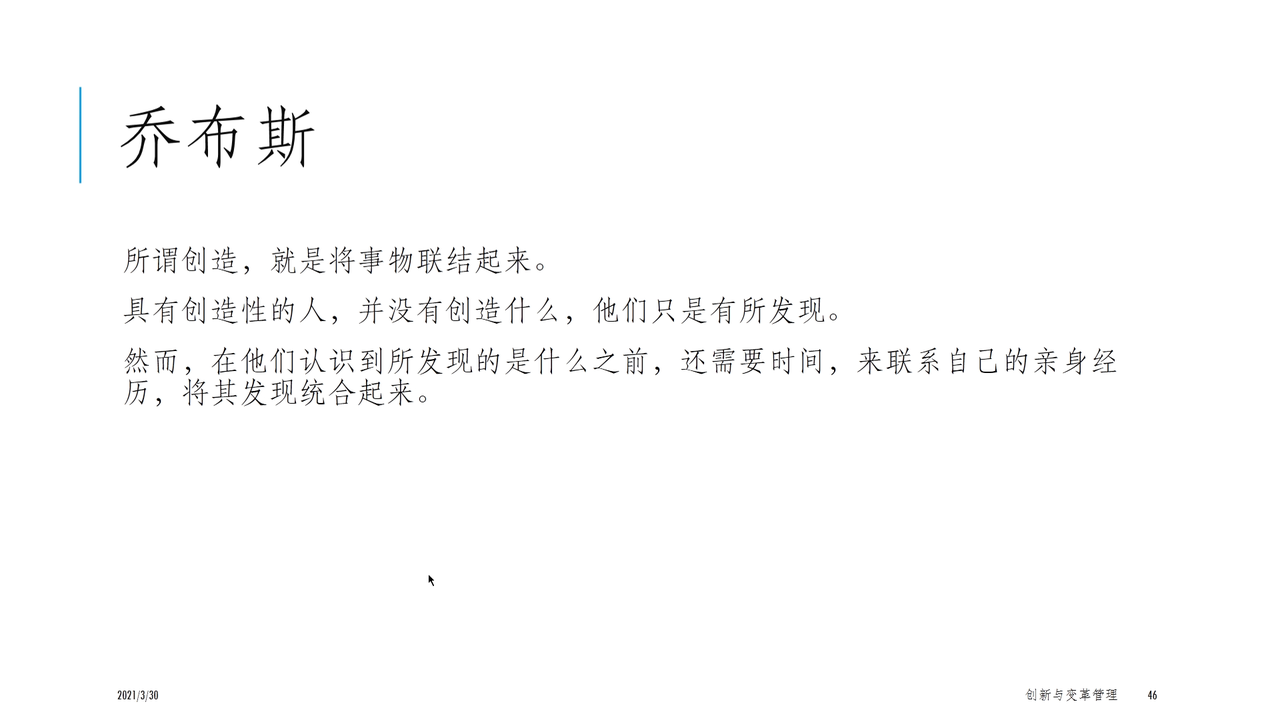 乔布斯
所谓创造，就是将事物联结起来。
具有创造性的人，并没有创造什么，他们只是有所发现。
然而，在他们认识到所发现的是什么之前，还需要时间，来联系自己的亲身经
历，将其发现统合起来。
2021/3/30
创新与变革管理
46